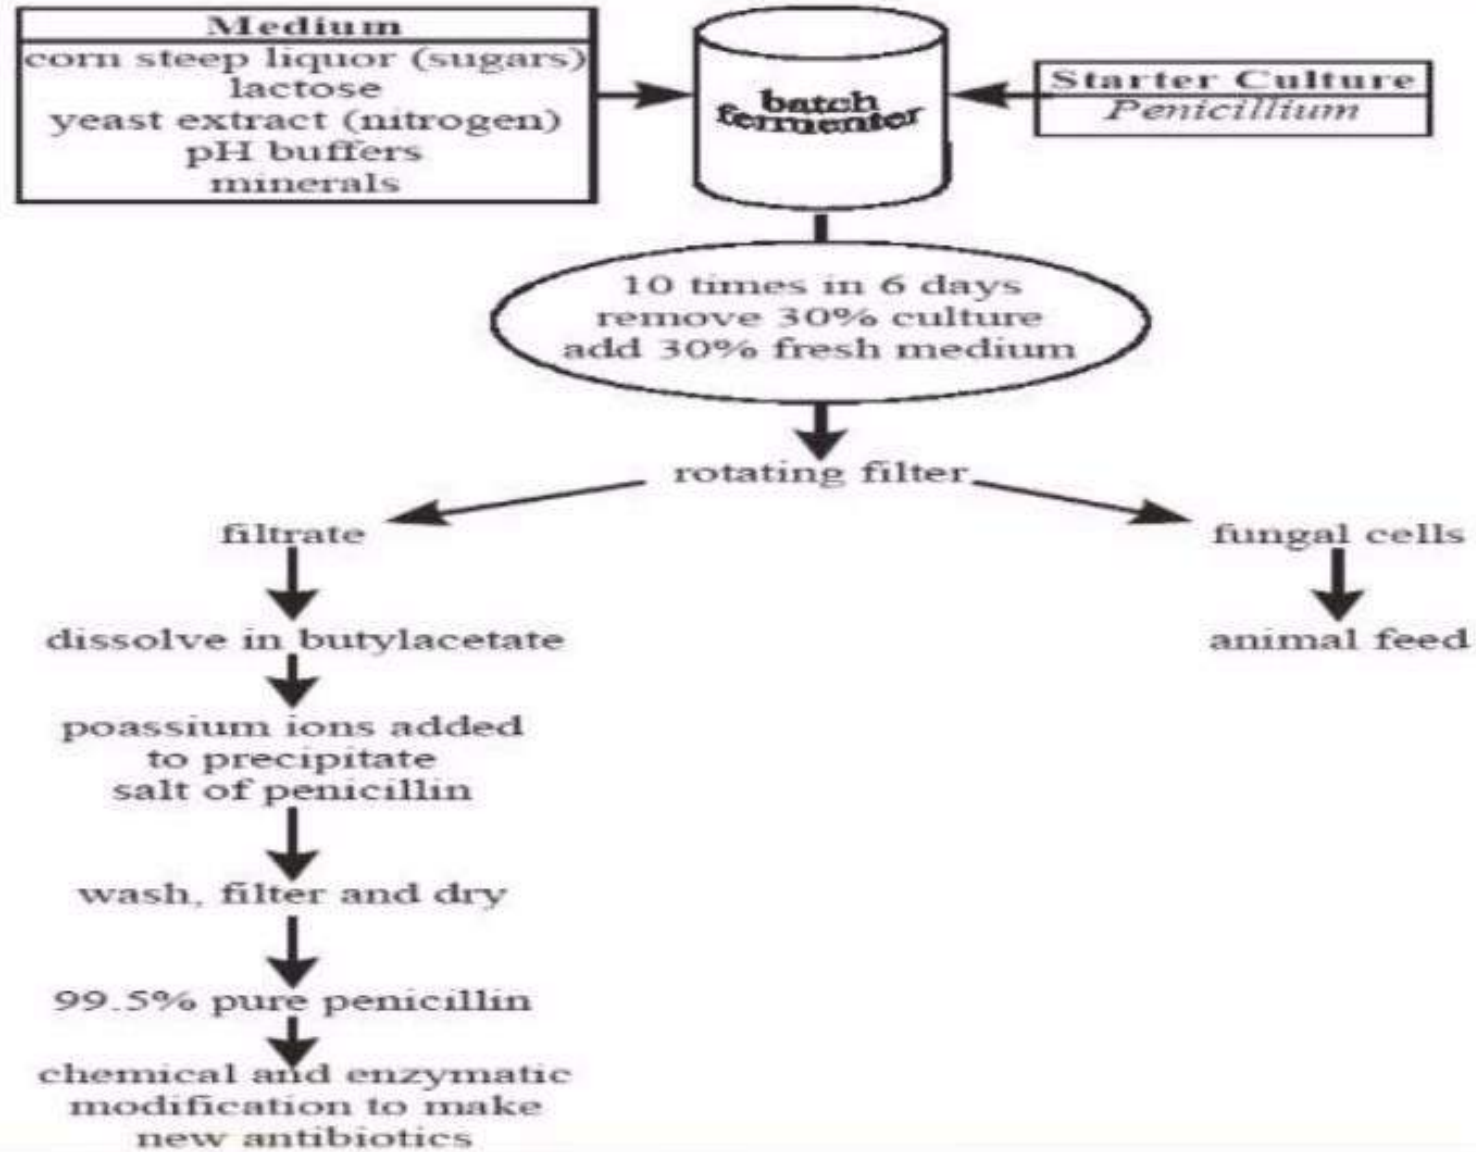 Medium
corn steep liquor (sugars)
lactose
yeast extract (nitrogen)
pH buffers
minerals
batch
fermenter
Starter Culture
Penicillium
10 times in 6 days
remove 30% culture
add 30% fresh medium
rotating filter
filtrate
fungal cells
dissolve in butylacetate
animal feed
poassium ions added
to precipitate
salt of penicillin
wash, filter and dry
99.5% pure penicillin
chemical and enzymatic
modification to make
new antibiotics